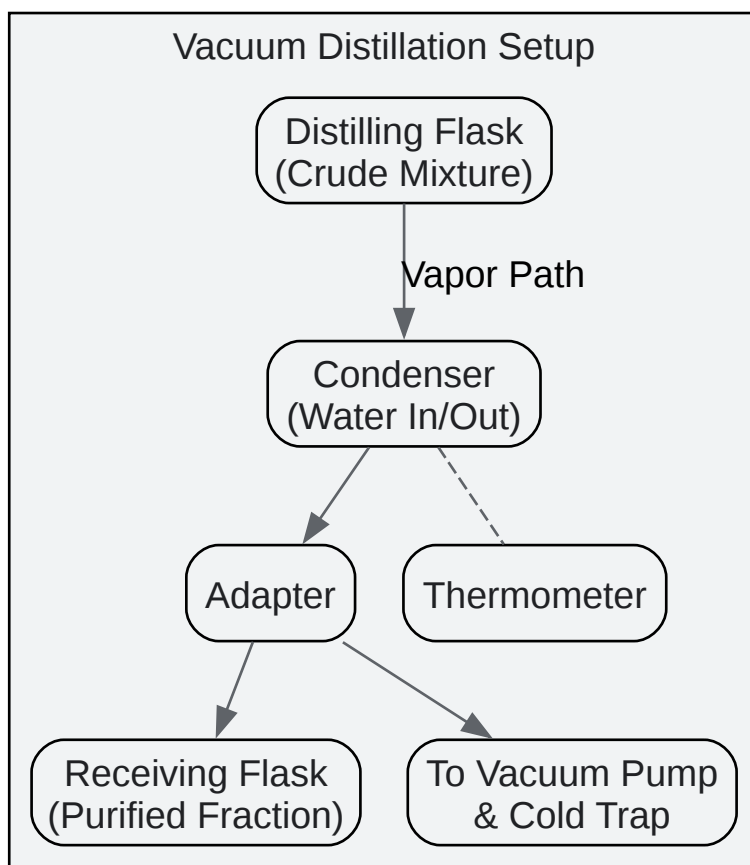 Vacuum Distillation Setup
Distilling Flask
(Crude Mixture)
Vapor Path
Condenser
(Water In/Out)
Adapter
Thermometer
Receiving Flask
(Purified Fraction)
To Vacuum Pump
& Cold Trap